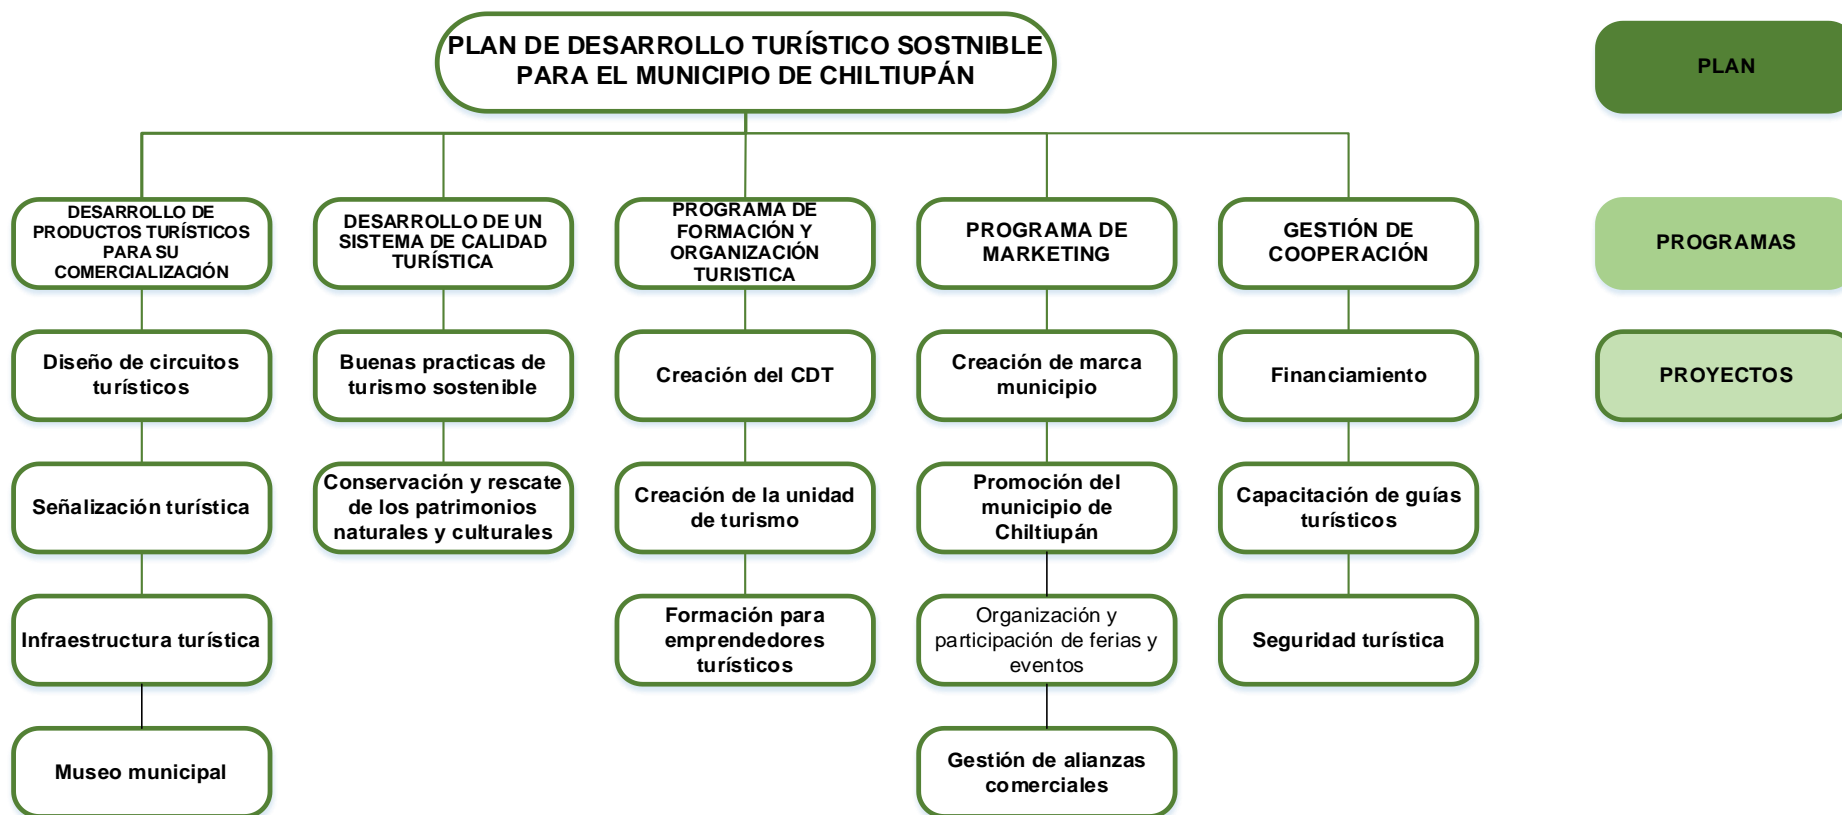 PLAN DE DESARROLLO TURÍSTICO SOSTNIBLE
PARA EL MUNICIPIO DE CHILTIUPÁN
PLAN
DESARROLLO DE
PRODUCTOS TURÍSTICOS
PARA SU
COMERCIALIZACIÓN
DESARROLLO DE UN
SISTEMA DE CALIDAD
TURÍSTICA
PROGRAMA DE
FORMACIÓN Y
ORGANIZACIÓN
TURISTICA
PROGRAMA DE
MARKETING
GESTIÓN DE
COOPERACIÓN
PROGRAMAS
Diseño de circuitos
turísticos
Buenas practicas de
turismo sostenible
Creación del CDT
Creación de marca
municipio
Financiamiento
PROYECTOS
Señalización turística
Conservación y rescate
de los patrimonios
naturales y culturales
Creación de la unidad
de turismo
Promoción del
municipio de
Chiltiupán
Capacitación de guías
turísticos
Infraestructura turística
Formación para
emprendedores
turísticos
Organización y
participación de ferias y
eventos
Seguridad turística
Museo municipal
Gestión de alianzas
comerciales